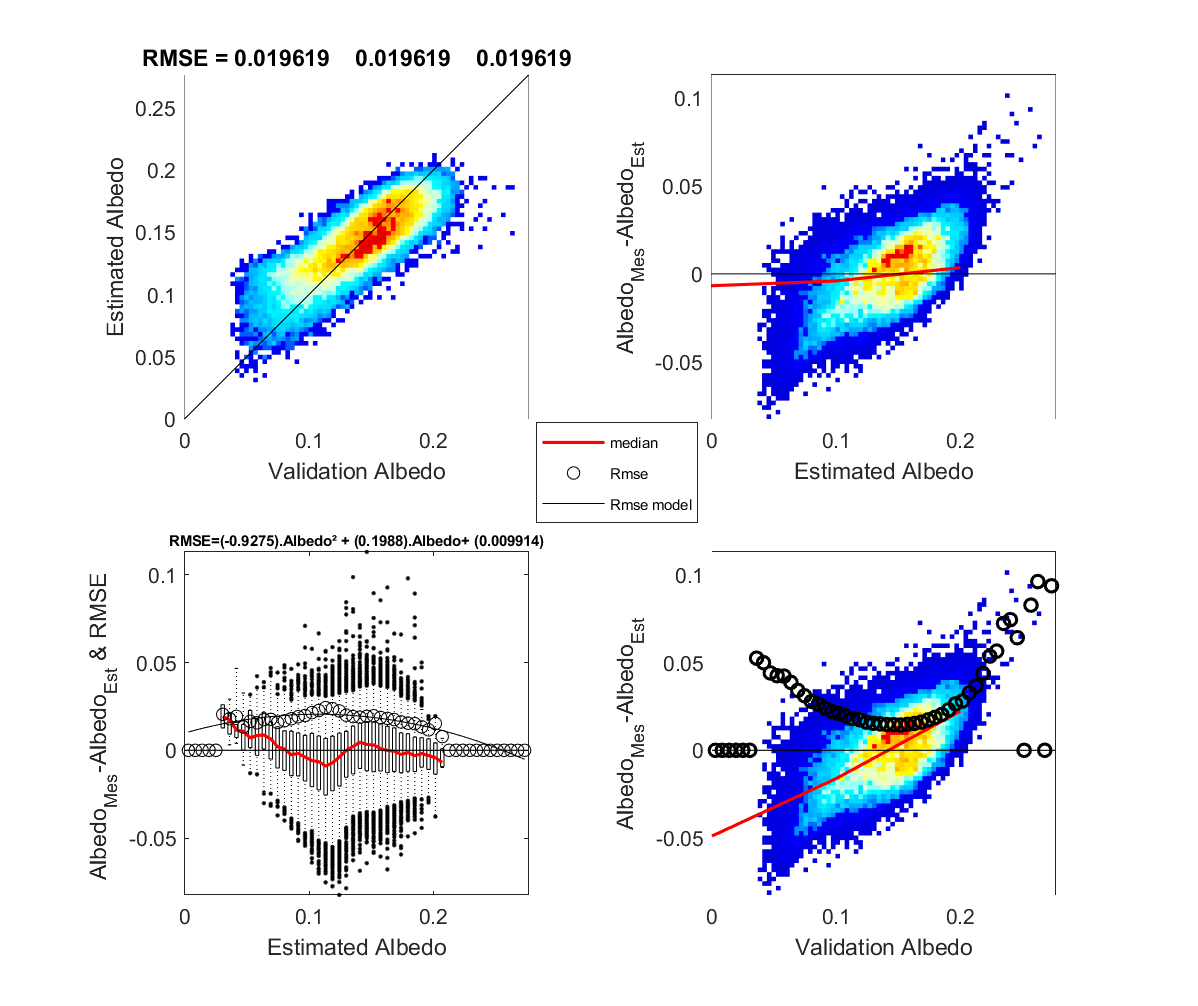 RMSE = 0.019619 0.019619 0.019619
0.25
0.2
0.15
0.1
0.05
0
0 0.1 0.2
Estimated Albedo
Validation Albedo
0.1
0.05
0
-0.05
0 0.1 0.2
Albedo_Mes-Albedo_Est
Estimated Albedo
median
Rmse
Rmse model
RMSE=(-0.9275).Albedo² + (0.1988).Albedo+ (0.009914)
0.1
0.05
0
-0.05
0 0.1 0.2
Albedo_Mes-Albedo_Est & RMSE
Estimated Albedo
0.1
0.05
0
-0.05
0 0.1 0.2
Albedo_Mes-Albedo_Est
Validation Albedo